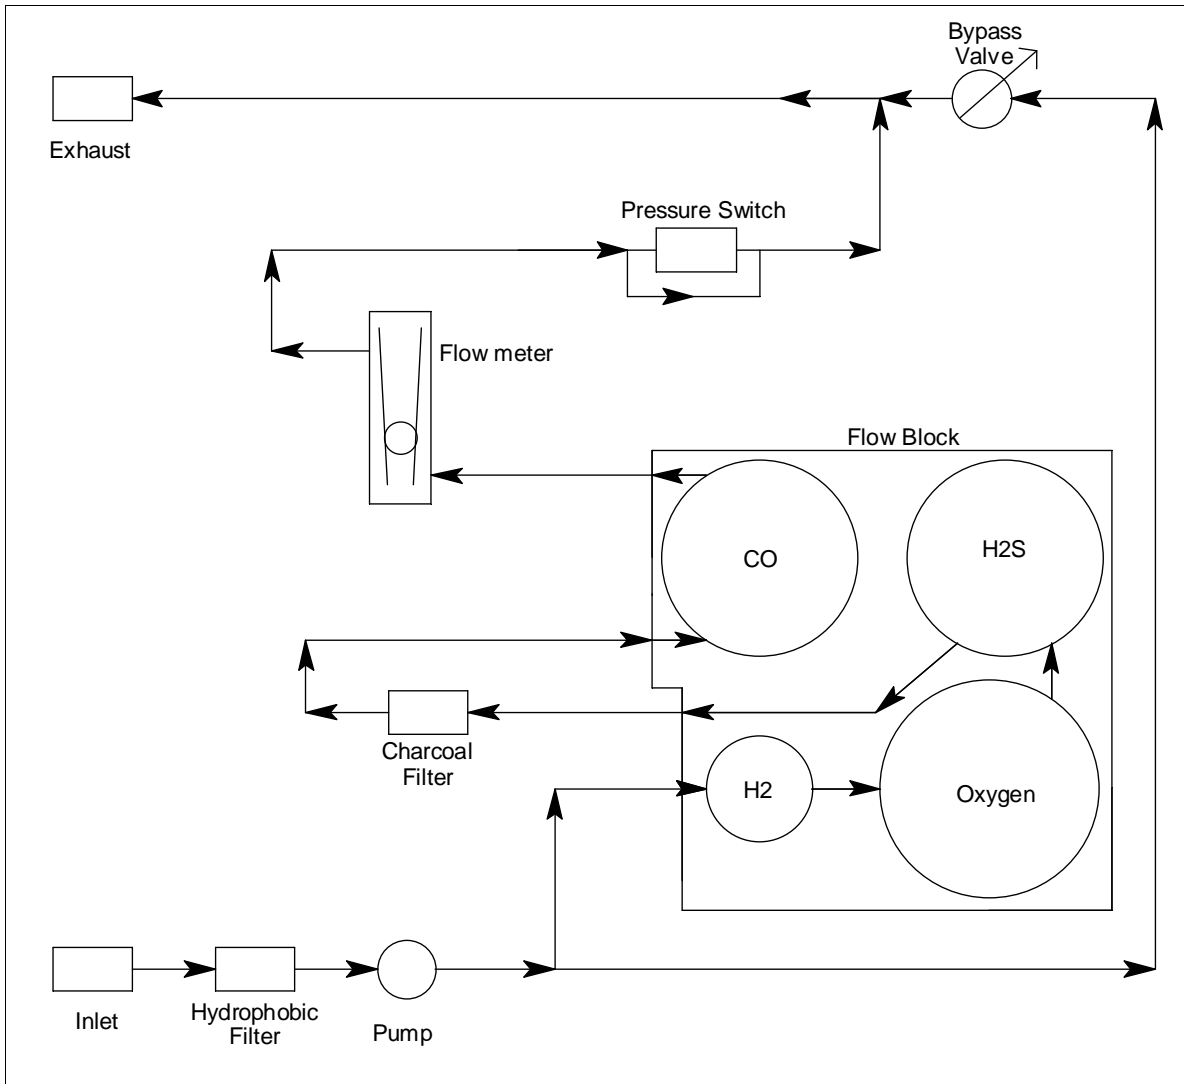 Bypass
Valve
Exhaust
Pressure Switch
Flow meter
Flow Block
CO
H2S
Charcoal
Filter
H2
Oxygen
Inlet
Hydrophobic
Filter
Pump